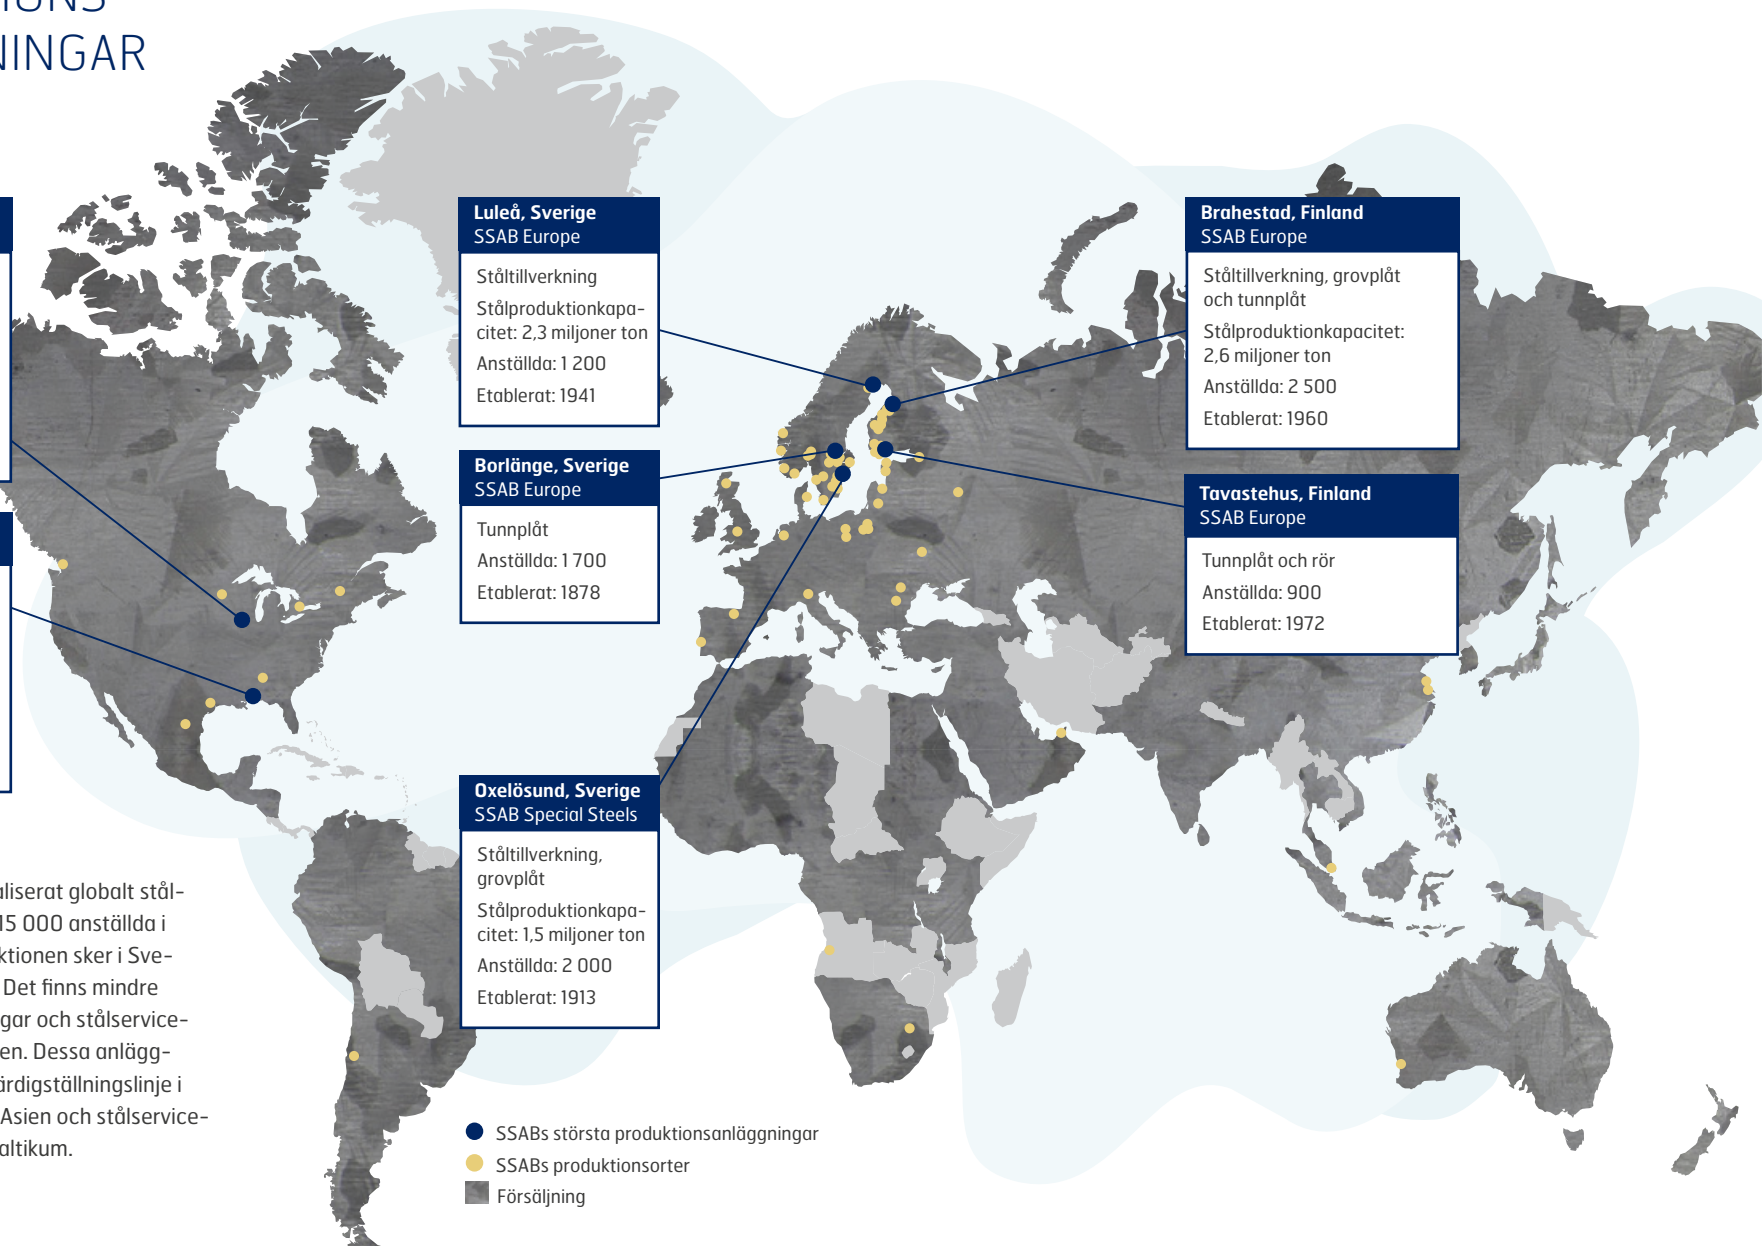 NINGAR
Luleå, Sverige
SSAB Europe
Ståltillverkning
Stålproduktionkapa-
citet: 2,3 miljoner ton
Anställda: 1 200
Etablerat: 1941
Borlänge, Sverige
SSAB Europe
Tunnplåt
Anställda: 1 700
Etablerat: 1878
Oxelösund, Sverige
SSAB Special Steels
Ståltillverkning,
grovplåt
Stålproduktionkapa-
citet: 1,5 miljoner ton
Anställda: 2 000
Etablerat: 1913
Brahestad, Finland
SSAB Europe
Ståltillverkning, grovplåt
och tunnplåt
Stålproduktionkapacitet:
2,6 miljoner ton
Anställda: 2 500
Etablerat: 1960
Tavastehus, Finland
SSAB Europe
Tunnplåt och rör
Anställda: 900
Etablerat: 1972
aliserat globalt stål-
15 000 anställda i
ktionen sker i Sve-
Det finns mindre
gar och stålservice-
en. Dessa anlägg-
ärdigställningslinje i
Asien och stålservice-
altikum.
SSABs största produktionsanläggningar
SSABs produktionsorter
Försäljning